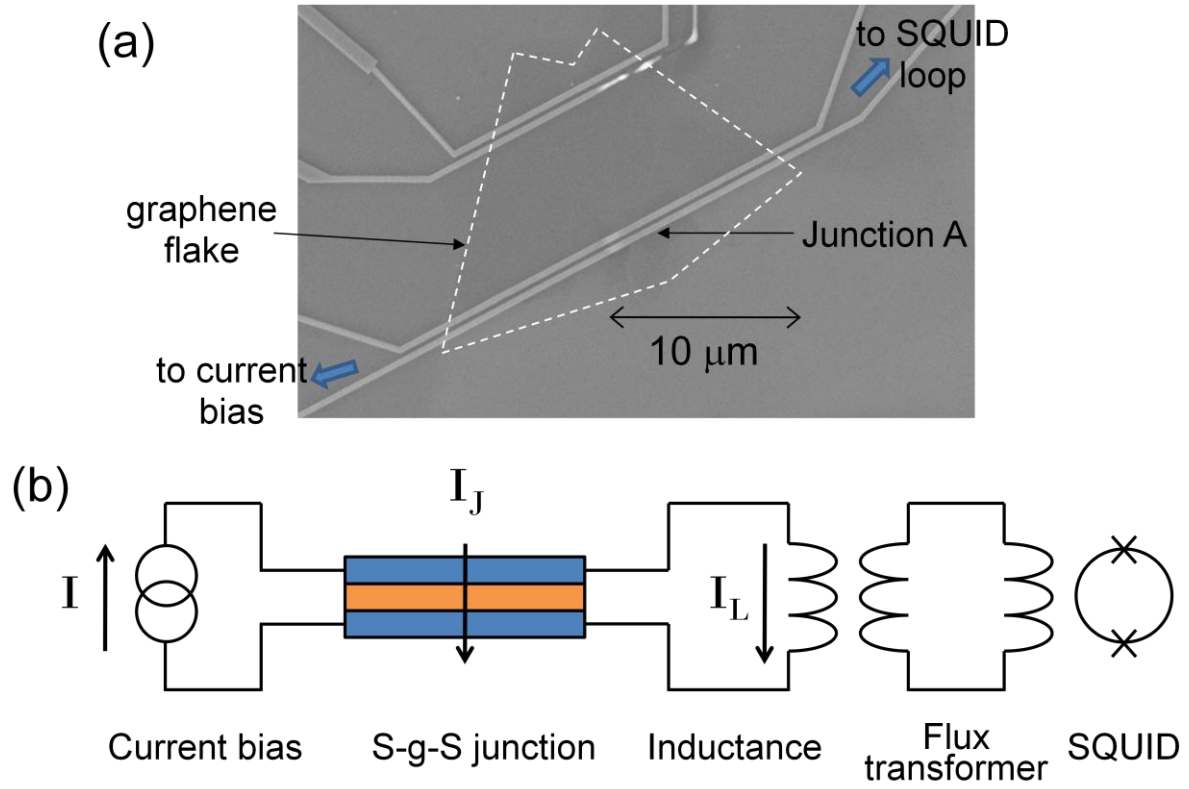 (a)
to SQUID
loop
graphene
flake
Junction A
10 μm
to current
bias
(b)
I
I_J
I_L
Current bias
S-g-S junction
Inductance
Flux
transformer
SQUID